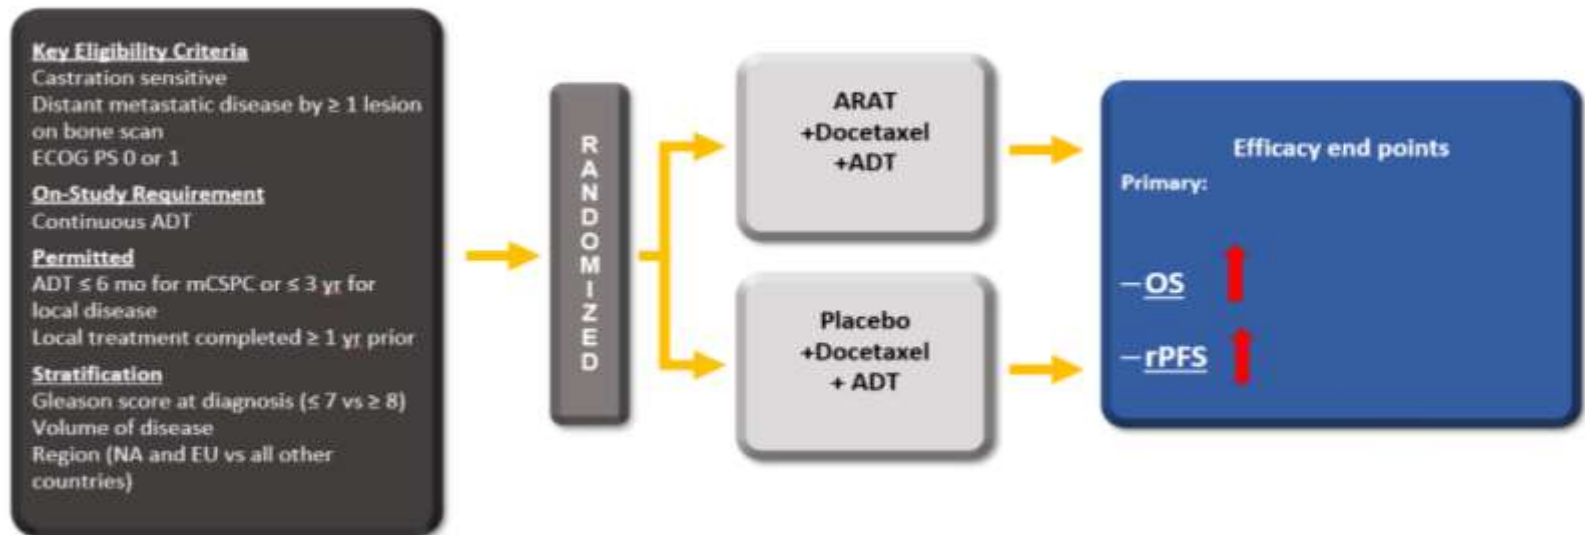 Key Eligibility Criteria
Castration sensitive
Distant metastatic disease by ≥ 1 lesion
on bone scan
ECOG PS 0 or 1
On-Study Requirement
Continuous ADT
Permitted
ADT ≤ 6 mo for mCSPC or ≤ 3 yr for
local disease
Local treatment completed ≥ 1 yr prior
Stratification
Gleason score at diagnosis (≤ 7 vs ≥ 8)
Volume of disease
Region (NA and EU vs all other
countries)
RANDOMIZED
ARAT
+Docetaxel
+ADT
Placebo
+Docetaxel
+ ADT
Efficacy end points
Primary:
–OS
–rPFS